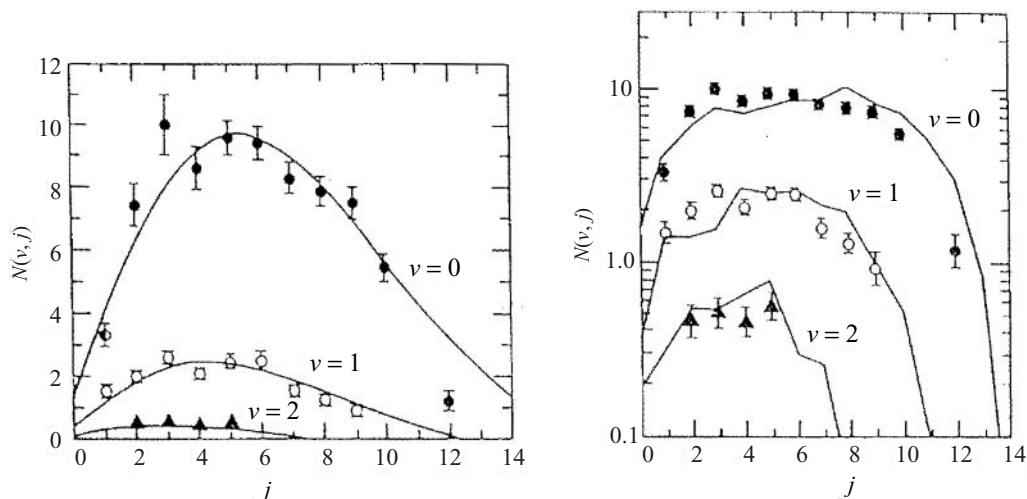 12
10
8
6
4
2
0
N(v, j)
v = 0
v = 1
v = 2
0 2 4 6 8 10 12 14
j
10
1.0
0.1
N(v, j)
v = 0
v = 1
v = 2
0 2 4 6 8 10 12 14
j